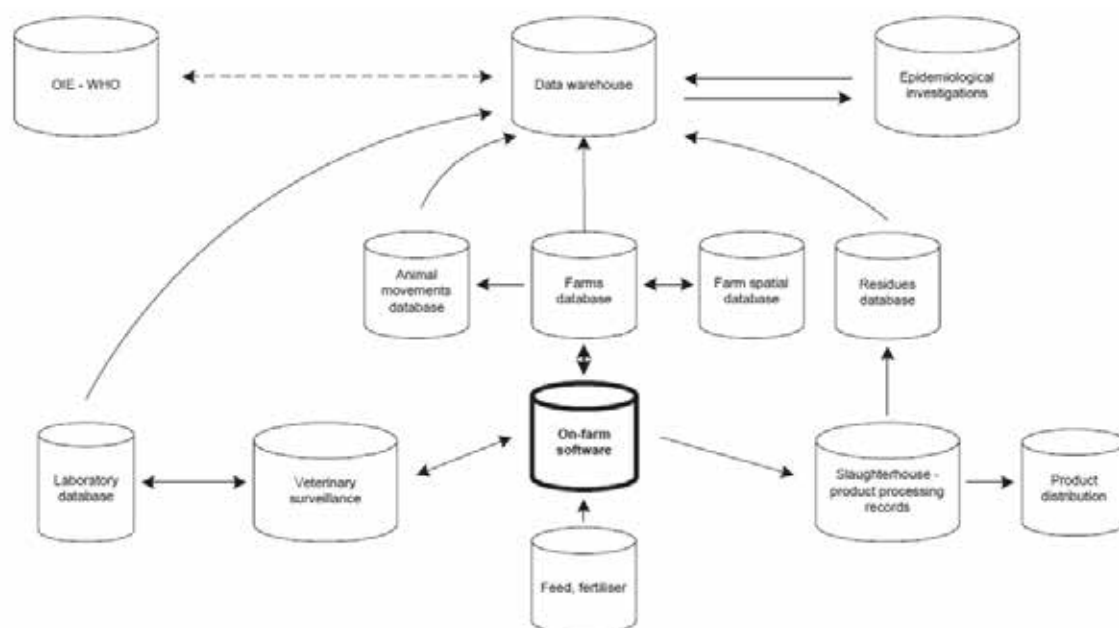 OIE - WHO
Data warehouse
Epidemiological
investigations
Animal
movements
database
Farms
database
Farm spatial
database
Residues
database
On-farm
software
Laboratory
database
Veterinary
surveillance
Slaughterhouse -
product processing
records
Product
distribution
Feed, fertiliser